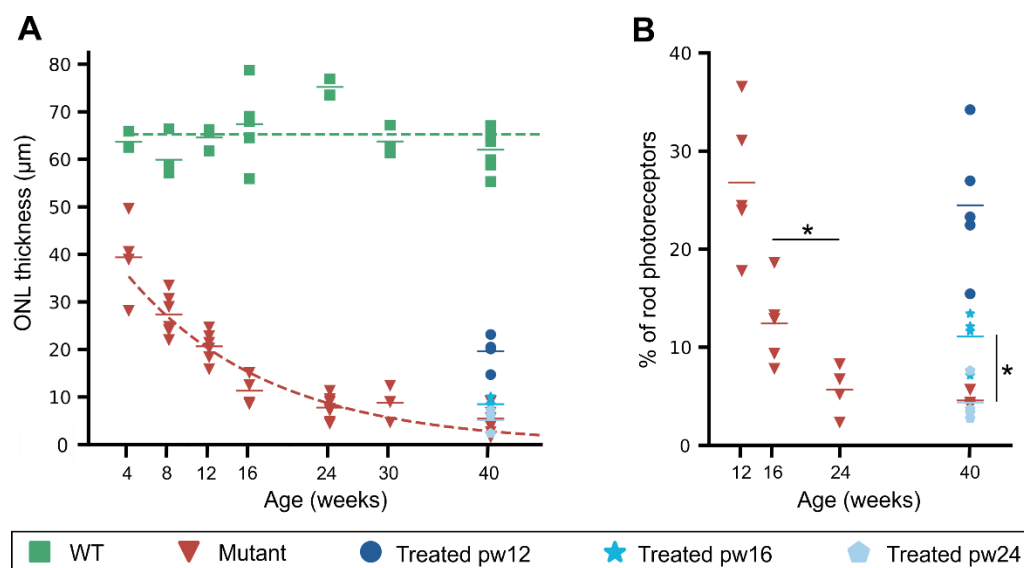 A
B
ONL thickness (µm)
80
70
60
50
40
30
20
10
0
4 8 12 16 24 30 40
Age (weeks)
% of rod photoreceptors
40
30
20
10
0
*
*
12 16 24 40
Age (weeks)
WT Mutant Treated pw12 Treated pw16 Treated pw24